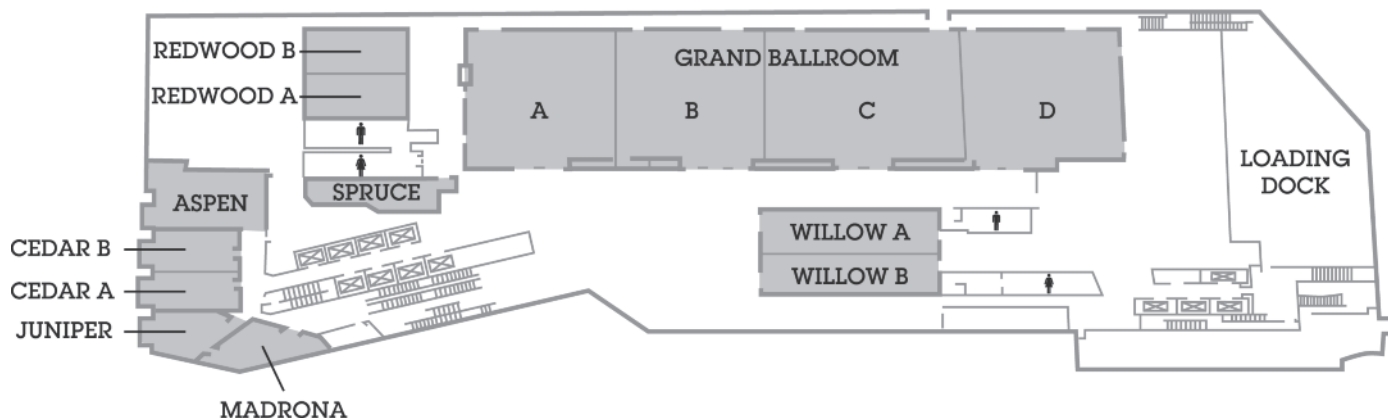 REDWOOD B
GRAND BALLROOM
REDWOOD A
A
B
C
D
LOADING
DOCK
SPRUCE
ASPEN
WILLOW A
CEDAR B
WILLOW B
CEDAR A
JUNIPER
MADRONA